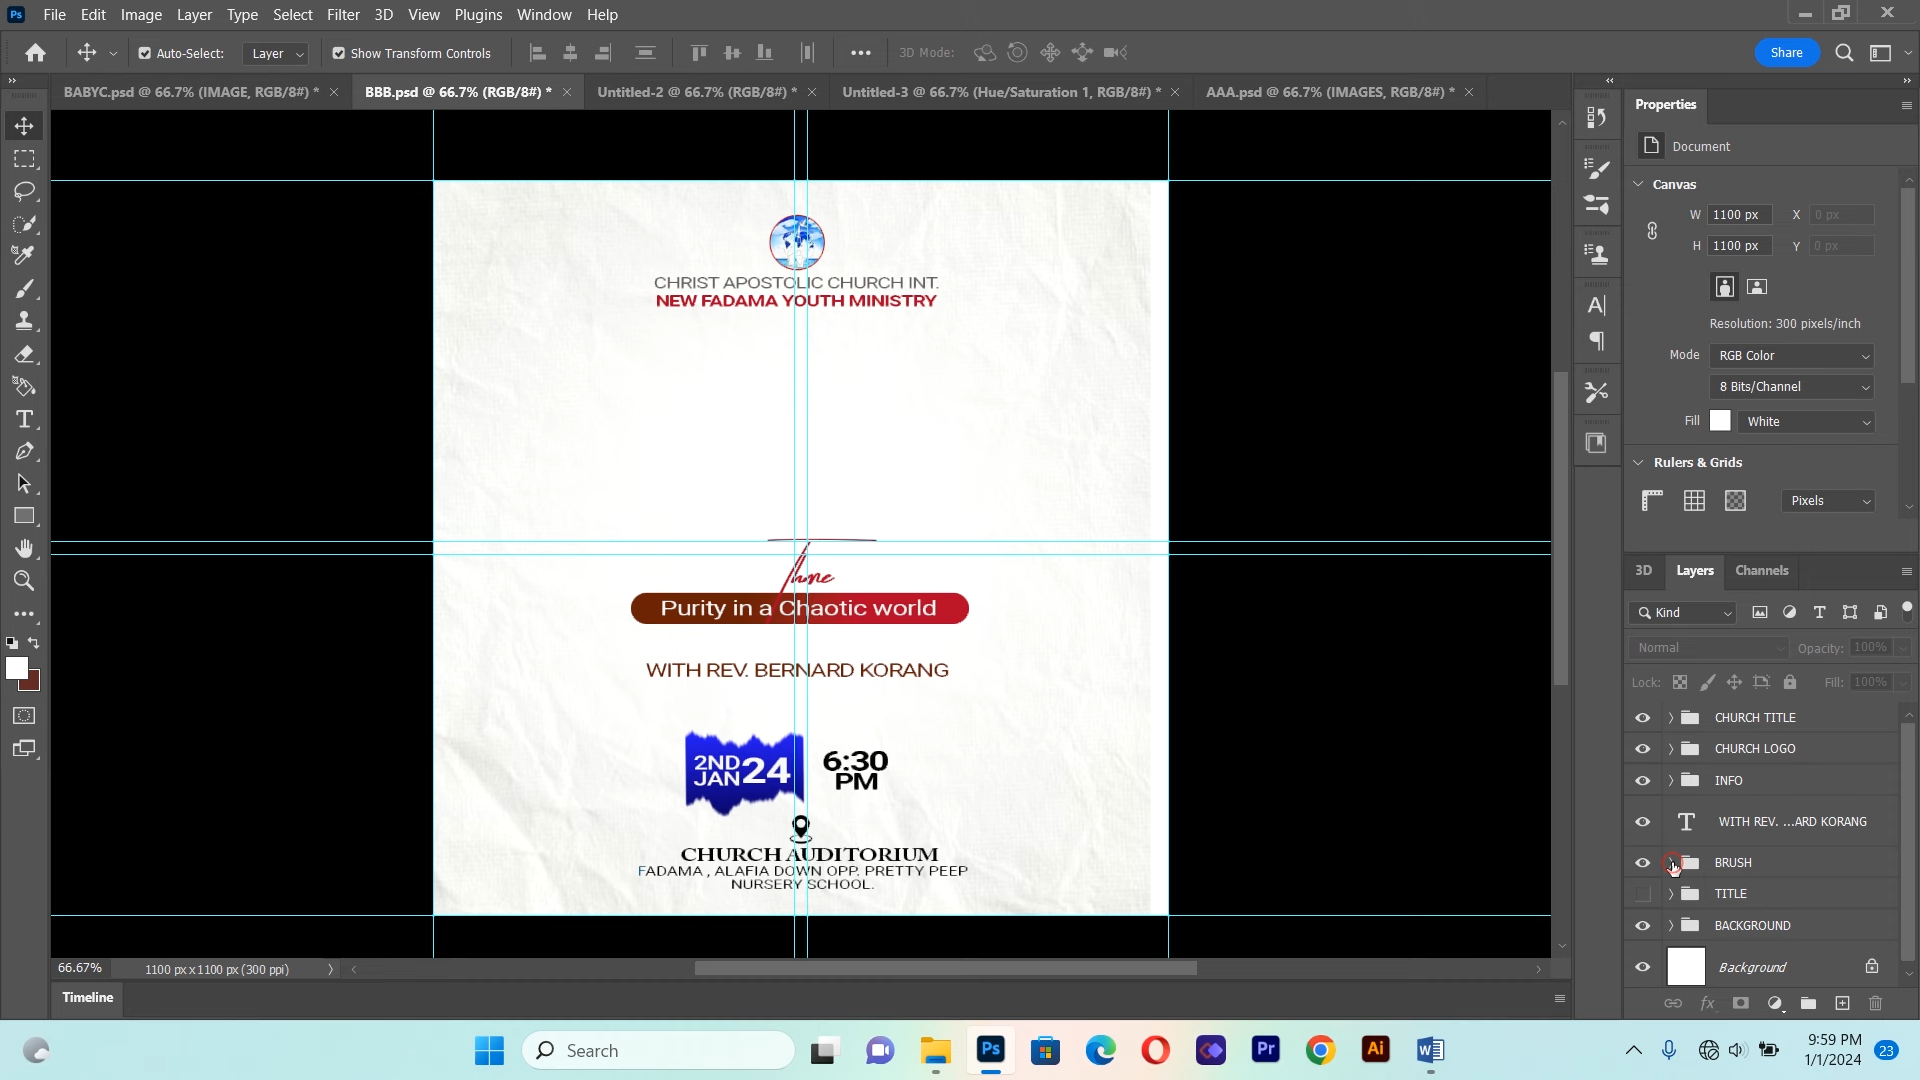 Ps File Edit Image Layer Type Select Filter 3D View Plugins Window Help
Auto-Select: Layer Show Transform Controls 3D Mode: Share
BABYC.psd @ 66.7% (IMAGE, RGB/8#) * BBB.psd @ 66.7% (RGB/8#) * Untitled-2 @ 66.7% (RGB/8#) * Untitled-3 @ 66.7% (Hue/Saturation 1, RGB/8#) * AAA.psd @ 66.7% (IMAGES, RGB/8#) *
CHRIST APOSTOLIC CHURCH INT.
NEW FADAMA YOUTH MINISTRY
Purity in a Chaotic world
WITH REV. BERNARD KORANG
2ND
JAN 24
6:30
PM
CHURCH AUDITORIUM
FADAMA , ALAFIA DOWN OPP. PRETTY PEEP
NURSERY SCHOOL.
66.67% 1100 px x 1100 px (300 ppi)
Timeline
Properties
Document
Canvas
W 1100 px X 0 px
H 1100 px Y 0 px
Resolution: 300 pixels/inch
Mode RGB Color
8 Bits/Channel
Fill White
Rulers & Grids
Pixels
3D Layers Channels
Kind
Normal Opacity: 100%
Lock: Fill: 100%
CHURCH TITLE
CHURCH LOGO
INFO
WITH REV. ...ARD KORANG
BRUSH
TITLE
BACKGROUND
Background
Search
Ps
Pr
Ai
9:59 PM
1/1/2024
23